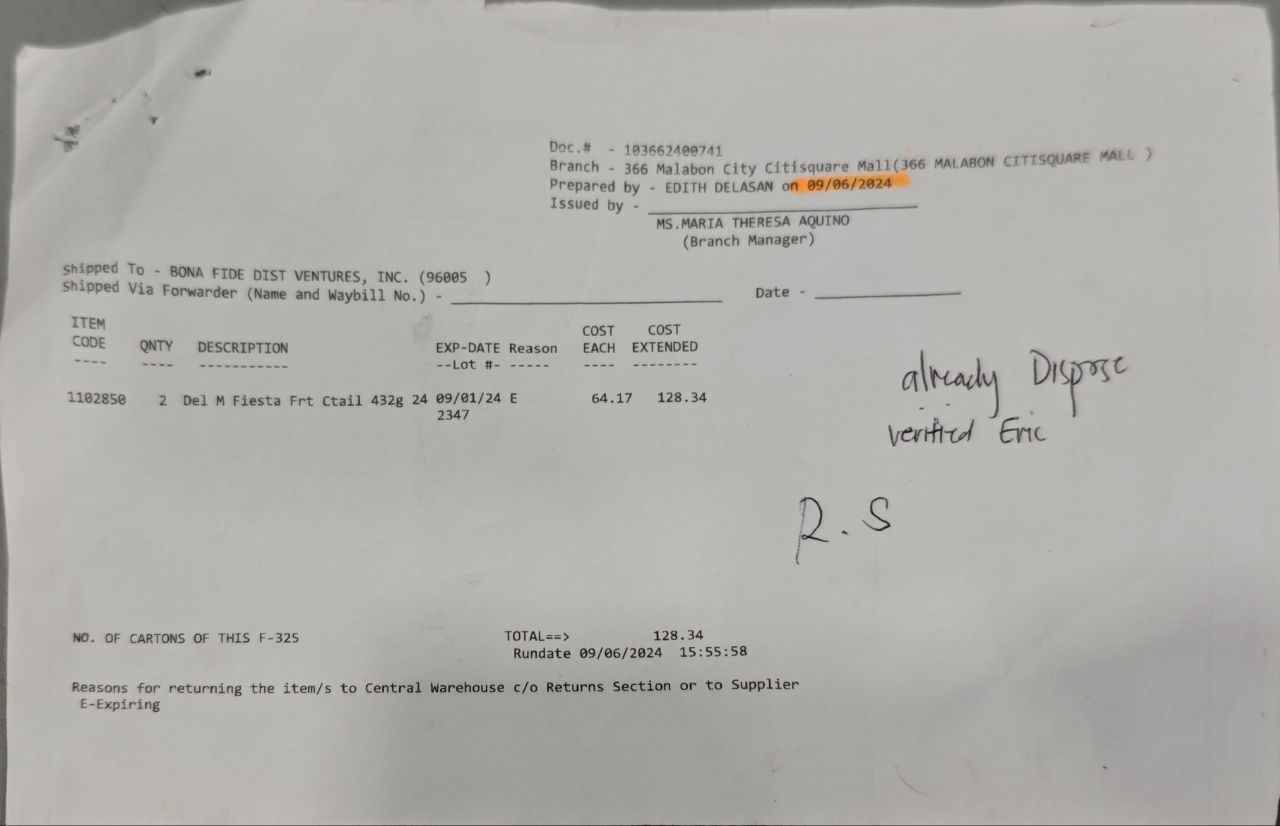 Doc.# - 103662400741
Branch - 366 Malabon City Citisquare Mall(366 MALABON CITISQUARE MALL )
Prepared by - EDITH DELASAN on 09/06/2024
Issued by -
MS.MARIA THERESA AQUINO
(Branch Manager)
Shipped To - BONA FIDE DIST VENTURES, INC. (96005 )
Shipped Via Forwarder (Name and Waybill No.) - Date -
ITEM COST COST
CODE QNTY DESCRIPTION EXP-DATE Reason EACH EXTENDED
---- ---- ----------- --Lot #- ----- ---- --------
1102850 2 Del M Fiesta Frt Ctail 432g 24 09/01/24 E 64.17 128.34
2347
already Dispose
verified Eric
R.S
NO. OF CARTONS OF THIS F-325 TOTAL==> 128.34
Rundate 09/06/2024 15:55:58
Reasons for returning the item/s to Central Warehouse c/o Returns Section or to Supplier
E-Expiring